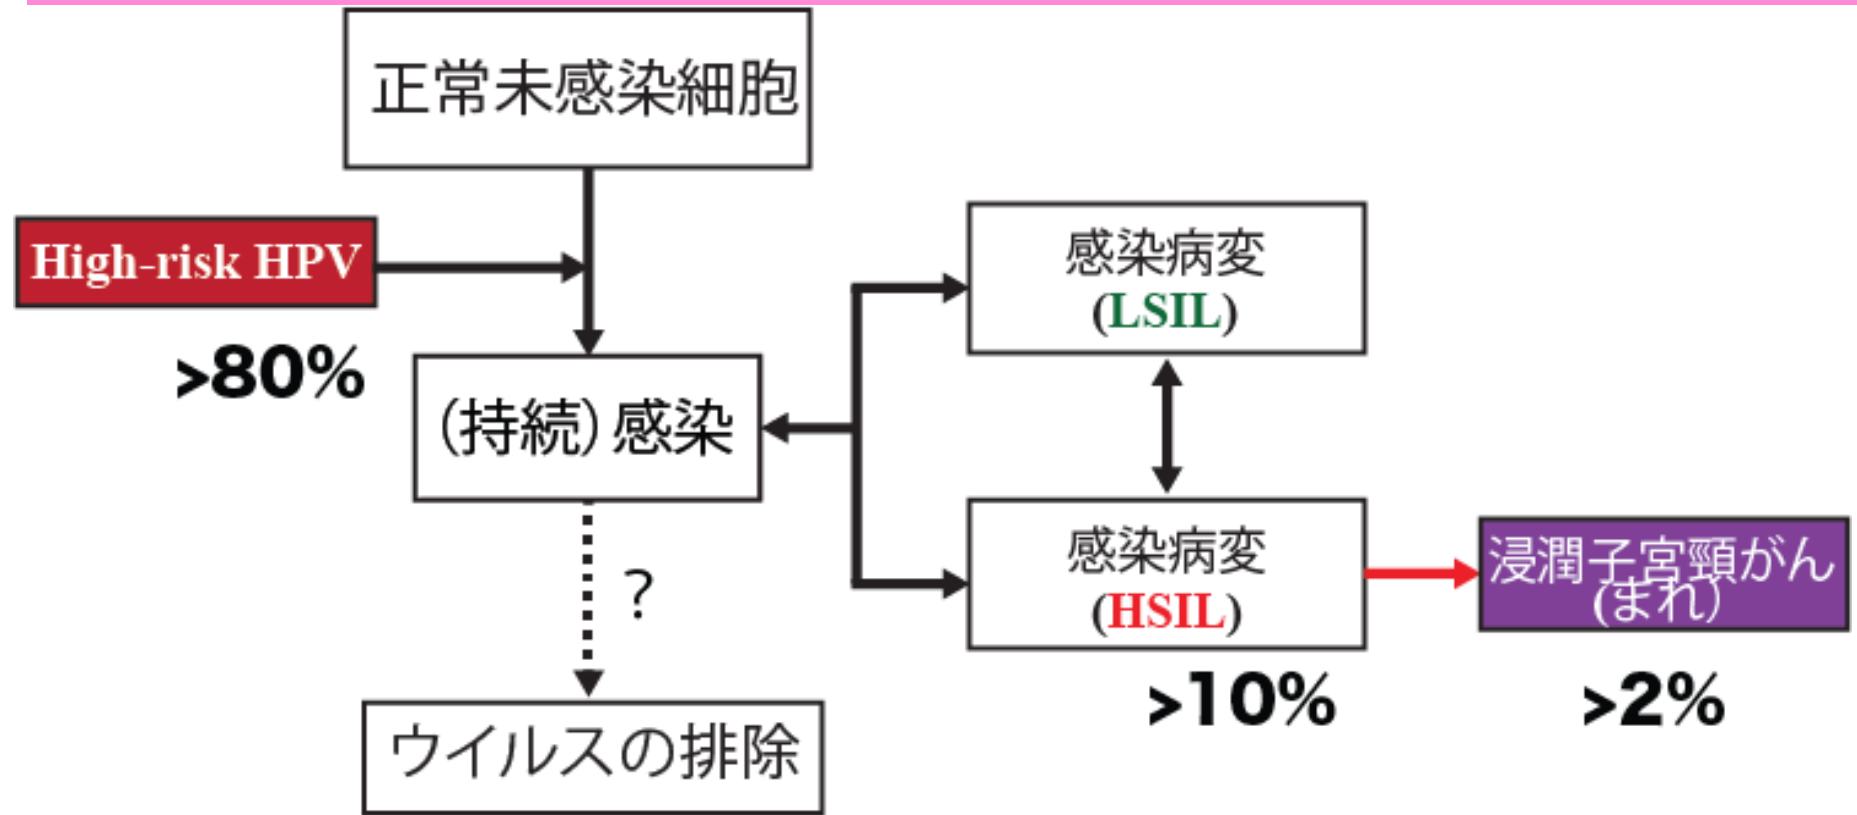 正常未感染細胞
High-risk HPV
>80%
(持続)感染
?
ウイルスの排除
感染病変
(LSIL)
感染病変
(HSIL)
>10%
浸潤子宮頸がん
(まれ)
>2%